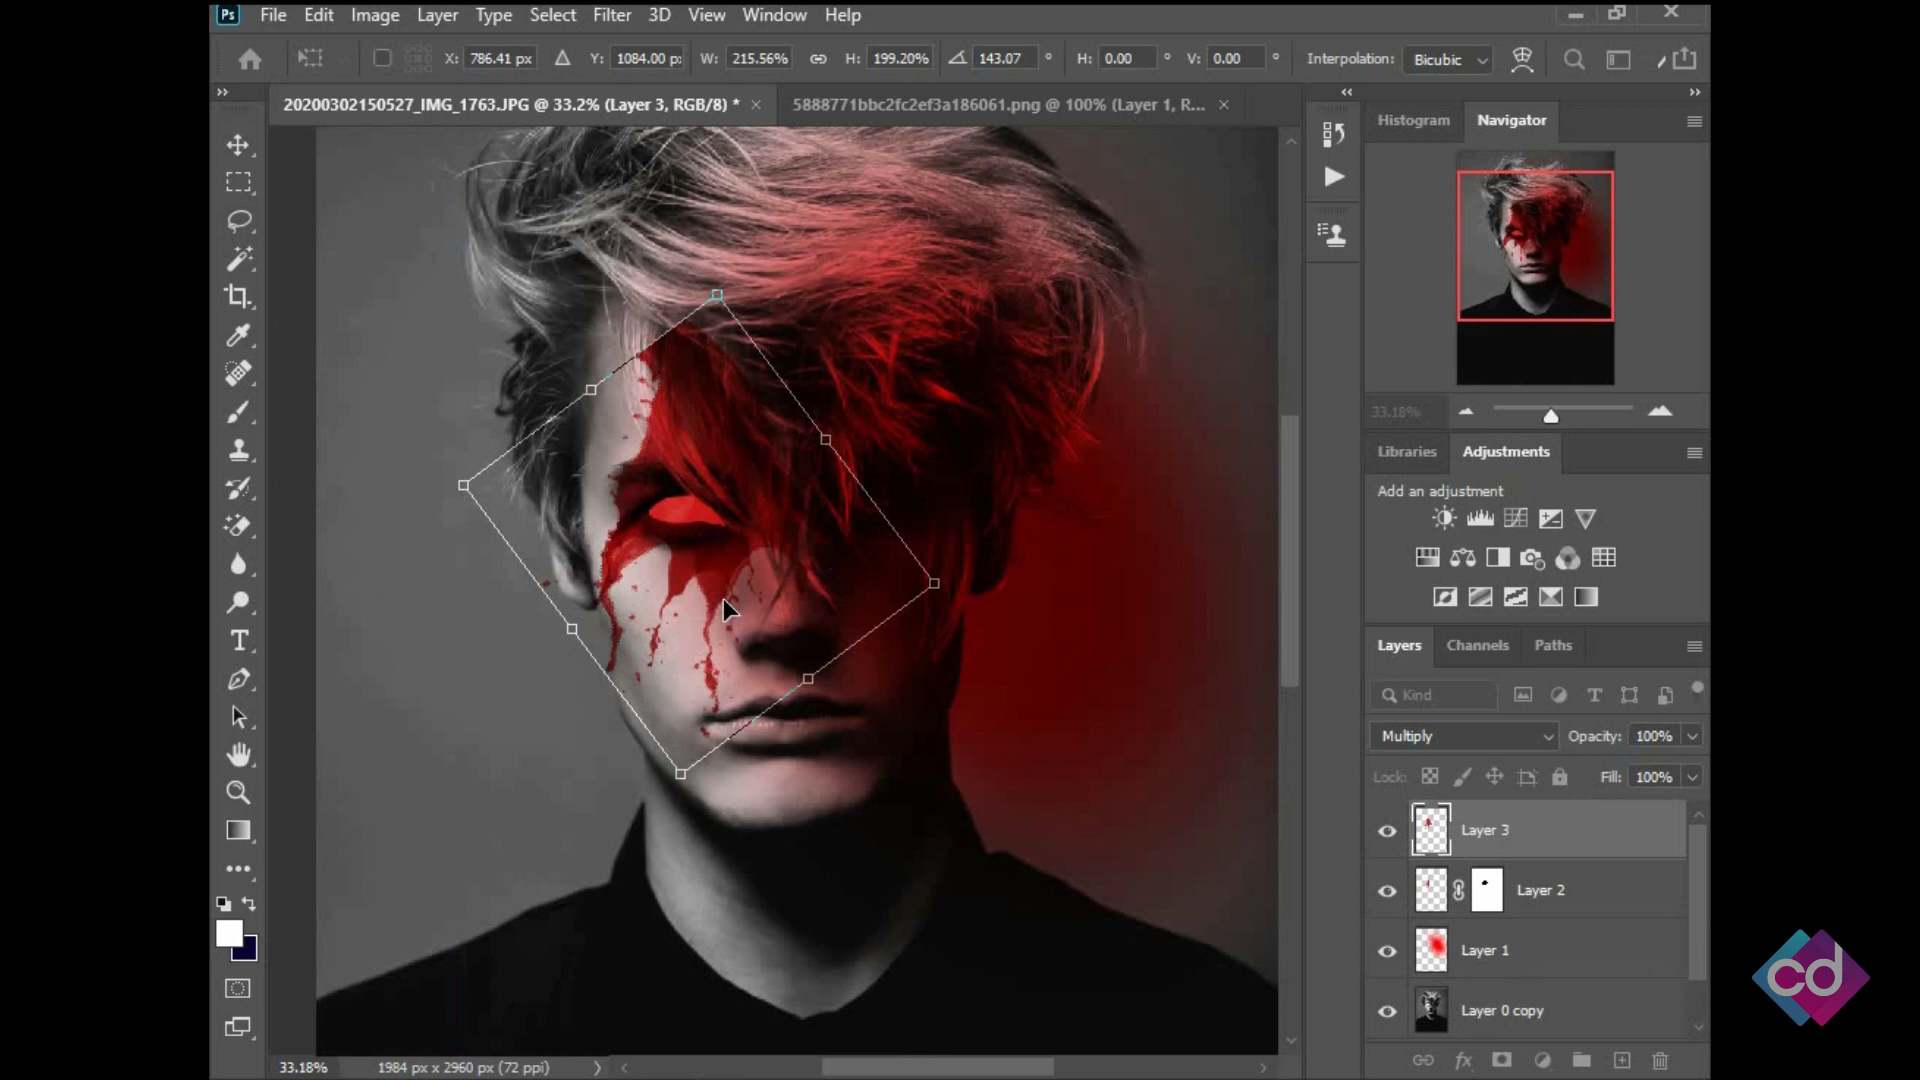 Ps File Edit Image Layer Type Select Filter 3D View Window Help
X: 786.41 px Y: 1084.00 p: W: 215.56% H: 199.20% 143.07 ° H: 0.00 ° V: 0.00 ° Interpolation: Bicubic
20200302150527_IMG_1763.JPG @ 33.2% (Layer 3, RGB/8) * 5888771bbc2fc2ef3a186061.png @ 100% (Layer 1, R...
Histogram Navigator
33.18%
Libraries Adjustments
Add an adjustment
Layers Channels Paths
Kind
Multiply Opacity: 100%
Lock: Fill: 100%
Layer 3
Layer 2
Layer 1
Layer 0 copy
fx
33.18% 1984 px x 2960 px (72 ppi)
cd